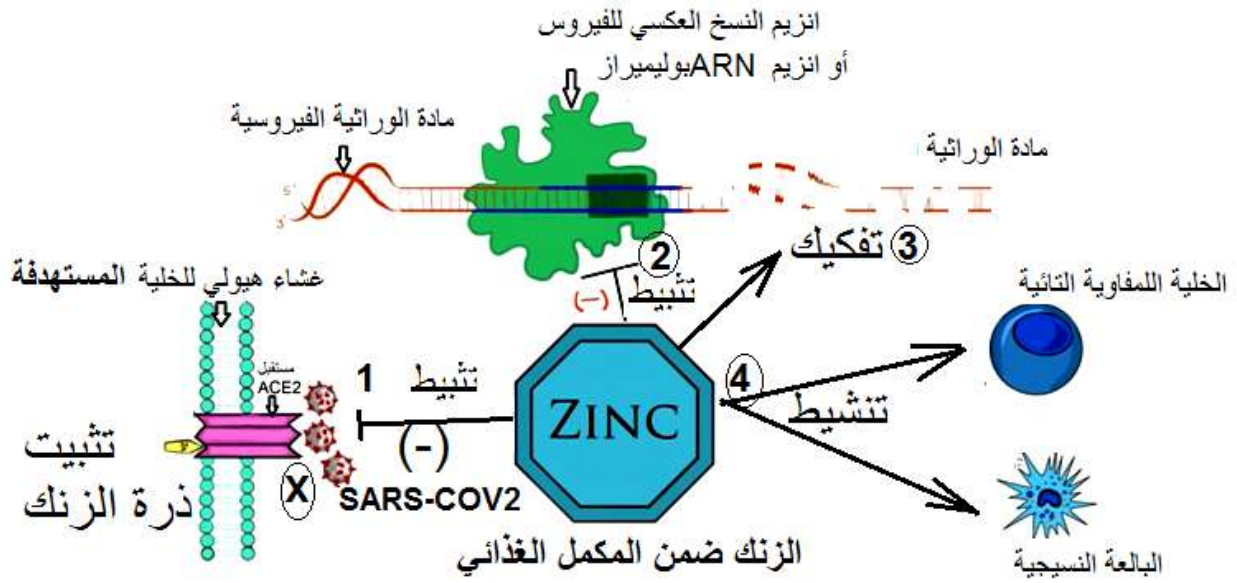 انزيم النسخ العكسي للفيروس
أو انزيم ARNبوليميراز
مادة الوراثية الفيروسية
مادة الوراثية
5'
3'
تفكيك 3
2
تثبيط
(-)
غشاء هيولي للخلية المستهدفة
الخلية اللمفاوية التائية
مستقبل
ACE2
1 تثبيط
(-)
ZINC
4
تنشيط
تثبيت
ذرة الزنك
X
SARS-COV2
الزنك ضمن المكمل الغذائي
البالعة النسيجية